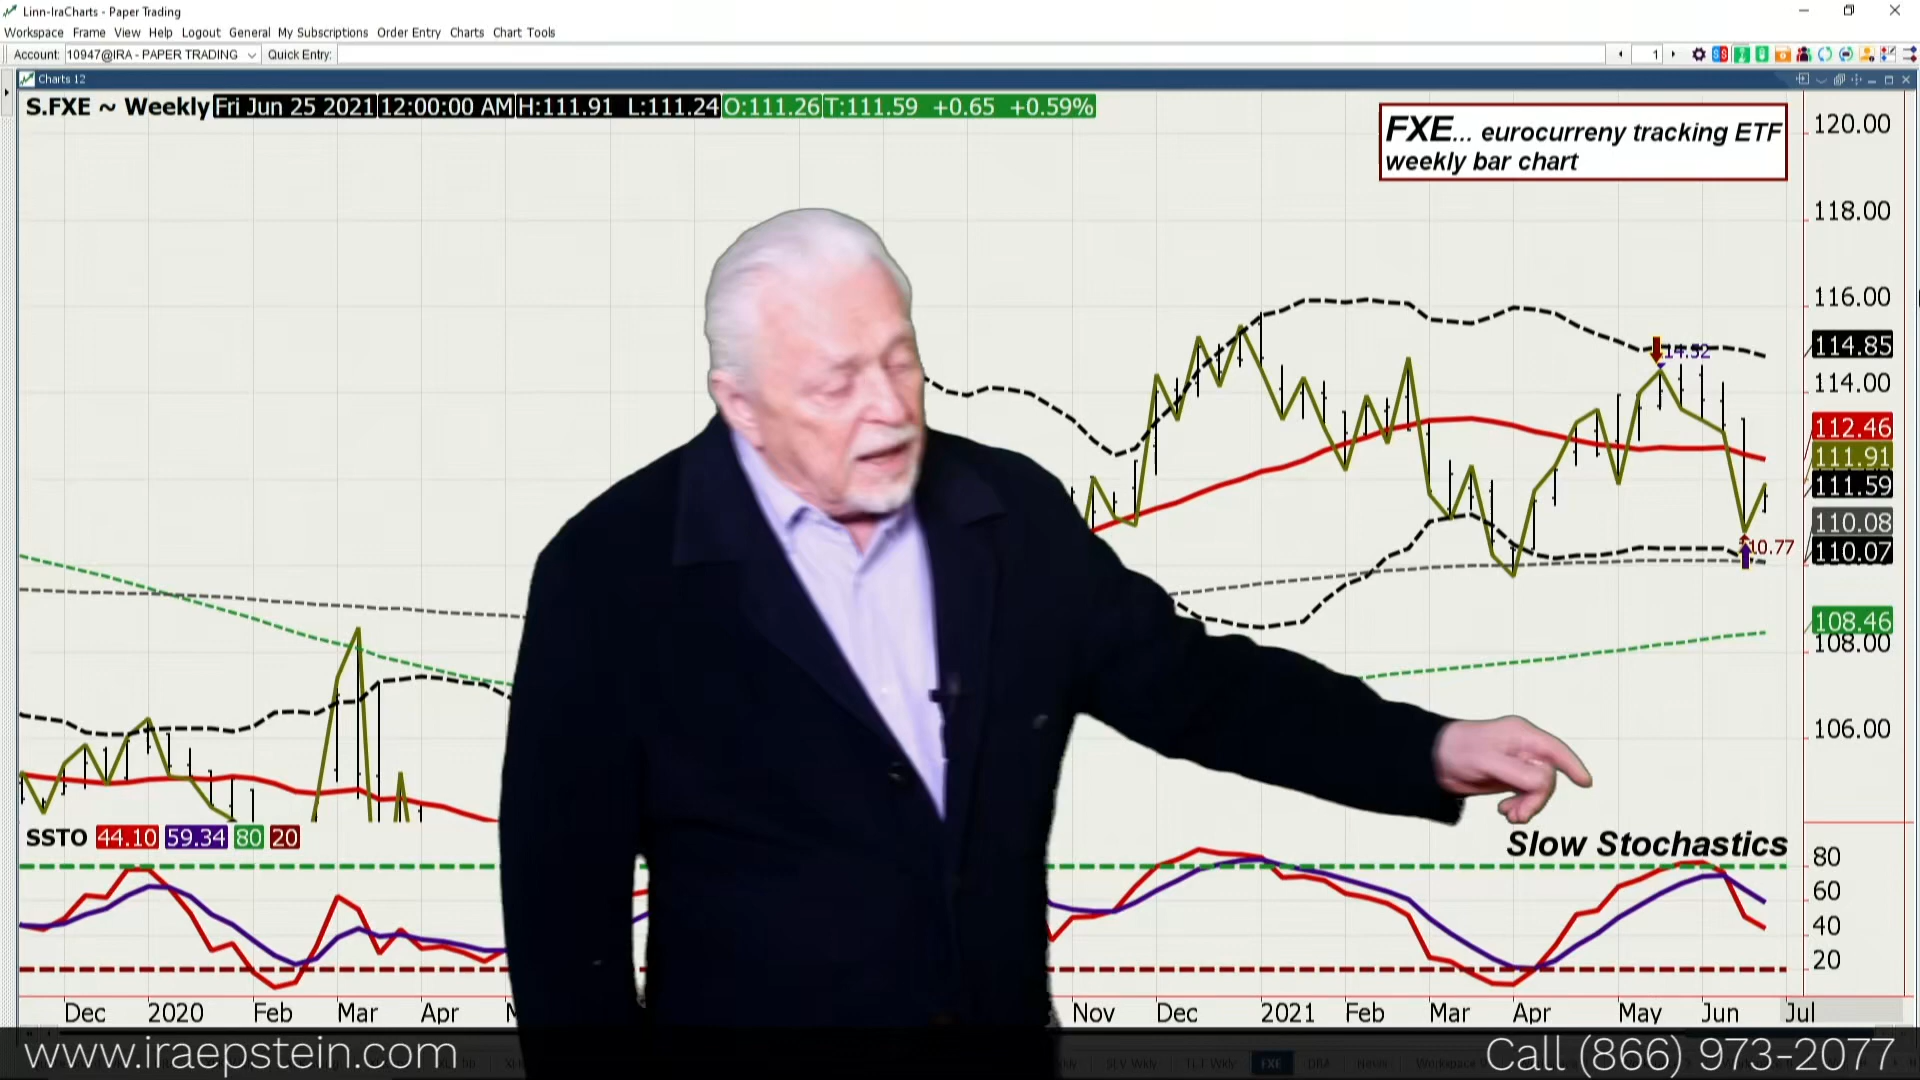 Linn-IraCharts - Paper Trading
Workspace Frame View Help Logout General My Subscriptions Order Entry Charts Chart Tools
Account: 10947@IRA - PAPER TRADING Quick Entry: 1
Charts 12
S.FXE ~ Weekly Fri Jun 25 2021 12:00:00 AM H:111.91 L:111.24 O:111.26 T:111.59 +0.65 +0.59%
FXE... eurocurreny tracking ETF
weekly bar chart
120.00
118.00
116.00
114.85
14.52
114.00
112.46
111.91
111.59
110.08
10.77
110.07
108.46
108.00
106.00
SSTO 44.10 59.34 80 20
Slow Stochastics
80
60
40
20
Dec 2020 Feb Mar Apr Nov Dec 2021 Feb Mar Apr May Jun Jul
www.iraepstein.com
FXE
Call (866) 973-2077